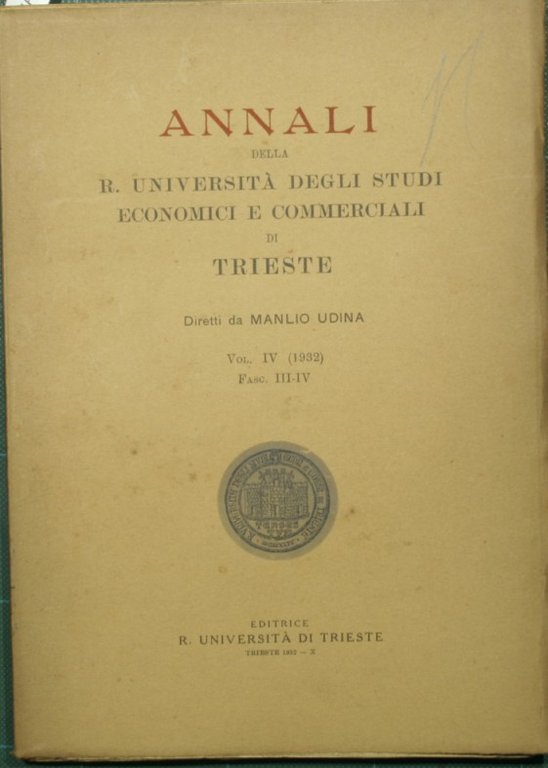 ANNALI
DELLA
R. UNIVERSITÀ DEGLI STUDI
ECONOMICI E COMMERCIALI
DI
TRIESTE
Diretti da MANLIO UDINA
VOL. IV (1932)
FASC. III-IV
EDITRICE
R. UNIVERSITÀ DI TRIESTE
TRIESTE 1932 — X